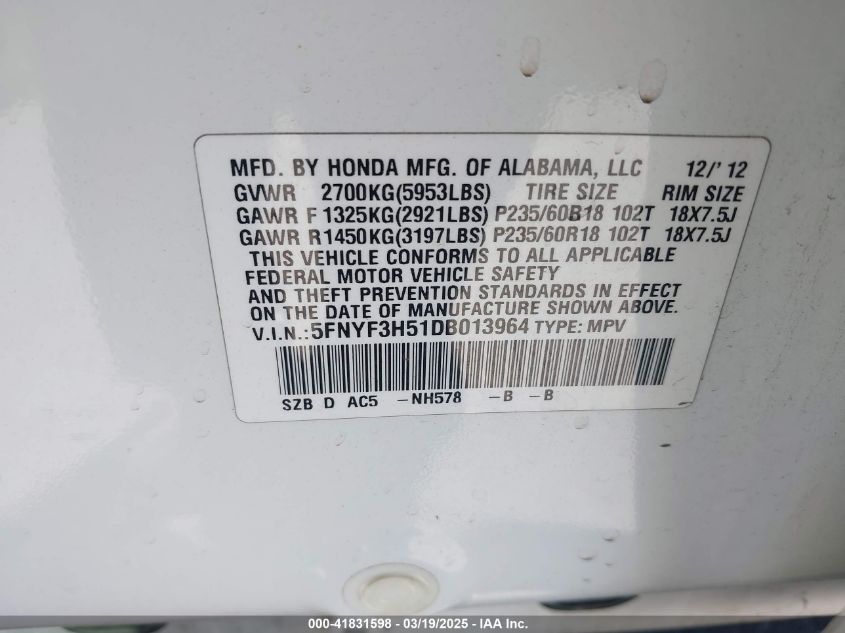 MFD. BY HONDA MFG. OF ALABAMA, LLC 12/' 12
GVWR 2700KG(5953LBS) TIRE SIZE RIM SIZE
GAWR F 1325KG(2921LBS) P235/60R18 102T 18X7.5J
GAWR R1450KG(3197LBS) P235/60R18 102T 18X7.5J
THIS VEHICLE CONFORMS TO ALL APPLICABLE
FEDERAL MOTOR VEHICLE SAFETY
AND THEFT PREVENTION STANDARDS IN EFFECT
ON THE DATE OF MANUFACTURE SHOWN ABOVE.
V.I.N.:5FNYF3H51DB013964 TYPE: MPV
SZB D AC5 -NH578 -B -B
000-41831598 - 03/19/2025 - IAA Inc.